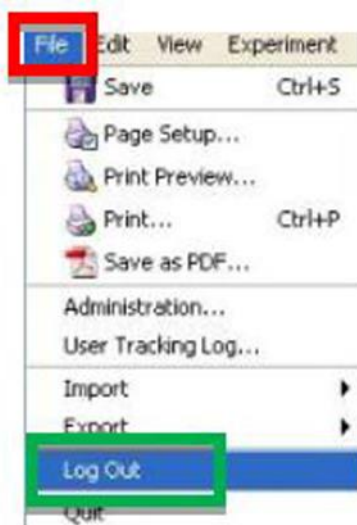 File Edit View Experiment
Save Ctrl+S
Page Setup...
Print Preview...
Print... Ctrl+P
Save as PDF...
Administration...
User Tracking Log...
Import
Export
Log Out
Quit